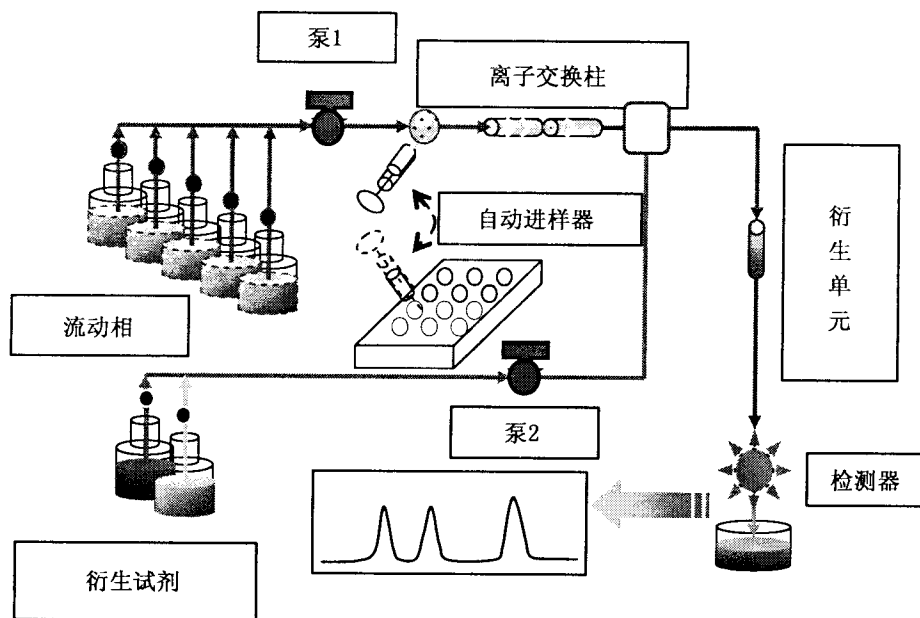 泵1
离子交换柱
自动进样器
衍生单元
流动相
泵2
检测器
衍生试剂